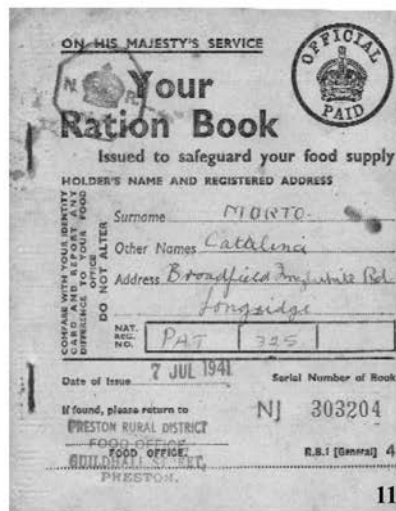 ON HIS MAJESTY'S SERVICE
OFFICIAL
PAID
N. R.
Your
Ration Book
Issued to safeguard your food supply
HOLDER'S NAME AND REGISTERED ADDRESS
COMPARE WITH YOUR IDENTITY
CARD AND REPORT ANY
DIFFERENCE TO YOUR FOOD
OFFICE
DO NOT ALTER
Surname MORTO
Other Names Catalina
Address Broadfield Rd
Longridge
NAT.
REG.
NO. PAT 325
Date of Issue 7 JUL 1941 Serial Number of Book
If found, please return to NJ 303204
PRESTON RURAL DISTRICT
FOOD OFFICE
FOOD OFFICE. R.B.1 [General] 4
GUILDHALL STREET,
PRESTON.
11